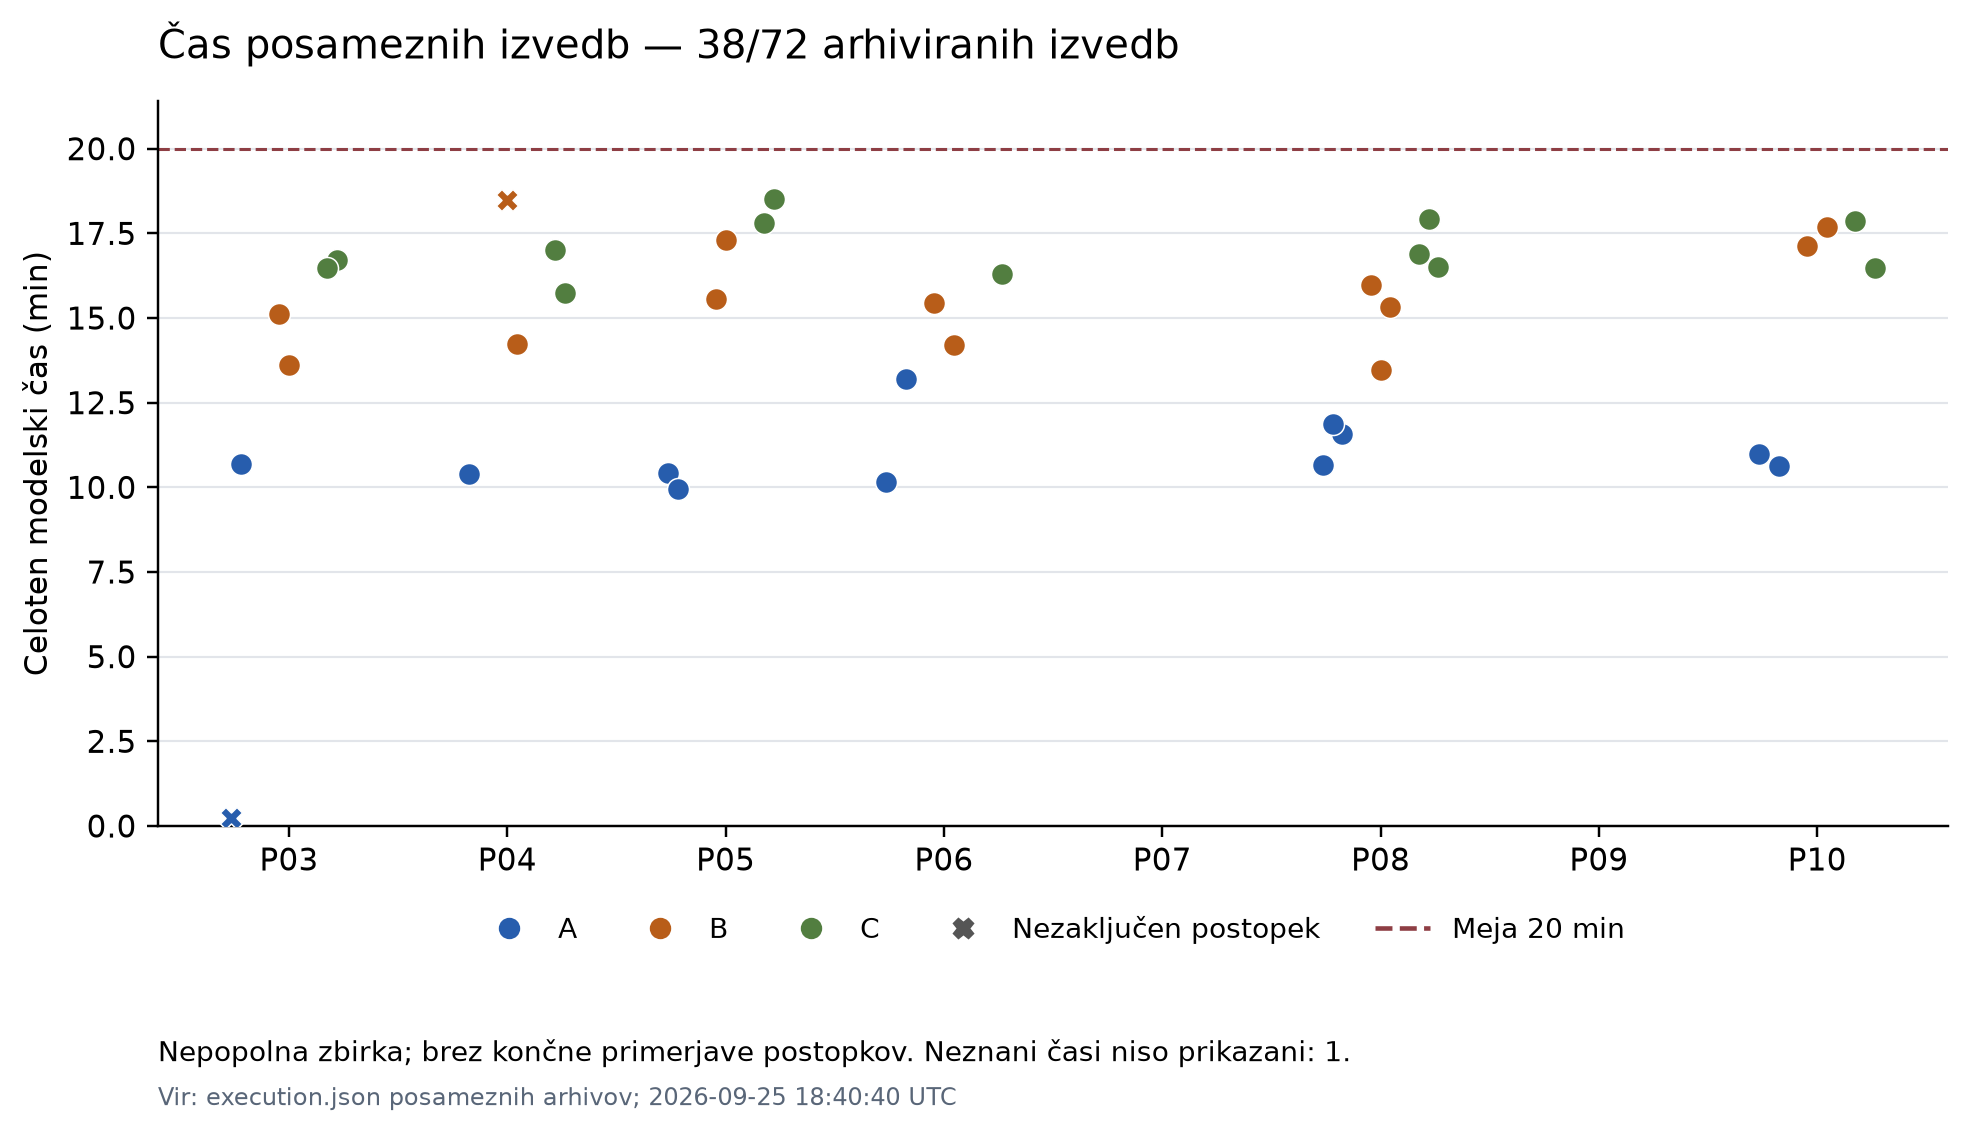 Čas posameznih izvedb — 38/72 arhiviranih izvedb
Celoten modelski čas (min)
20.0
17.5
15.0
12.5
10.0
7.5
5.0
2.5
0.0
P03 P04 P05 P06 P07 P08 P09 P10
A B C Nezaključen postopek Meja 20 min
Nepopolna zbirka; brez končne primerjave postopkov. Neznani časi niso prikazani: 1.
Vir: execution.json posameznih arhivov; 2026-09-25 18:40:40 UTC